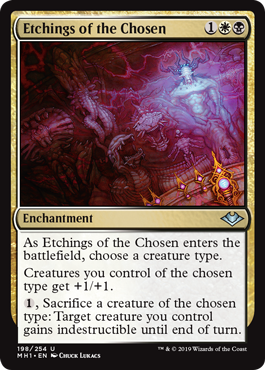 Etchings of the Chosen 1
Enchantment
As Etchings of the Chosen enters the
battlefield, choose a creature type.
Creatures you control of the chosen
type get +1/+1.
1, Sacrifice a creature of the chosen
type: Target creature you control
gains indestructible until end of turn.
198/254 U
MH1 • EN CHUCK LUKACS
™ & © 2019 Wizards of the Coast